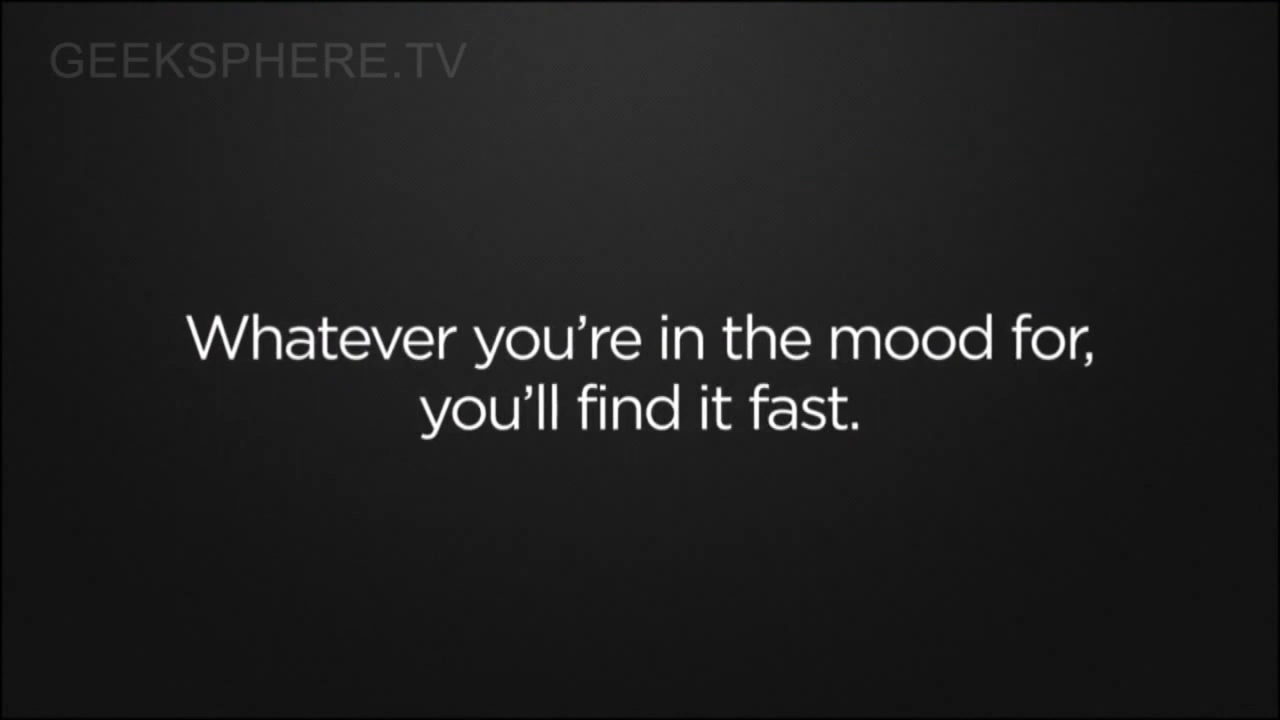 GEEKSPHERE.TV
Whatever you’re in the mood for,
you’ll find it fast.